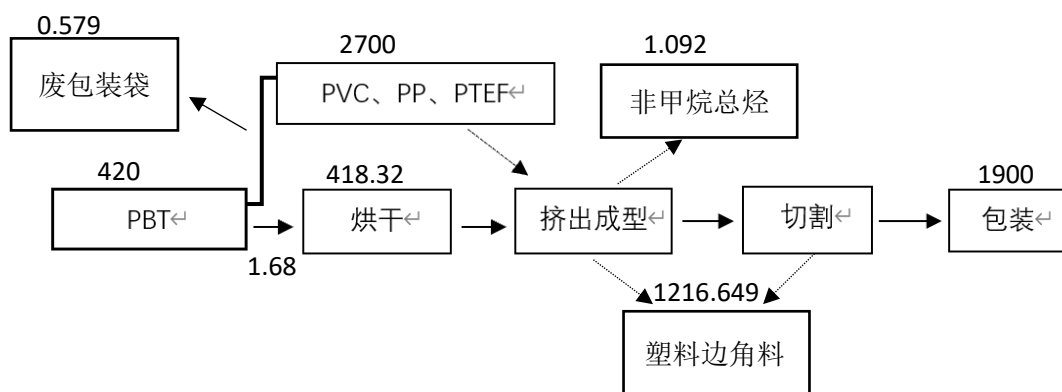 0.579
废包装袋
2700
PVC、PP、PTEF↵
1.092
非甲烷总烃
420
PBT↵
1.68
418.32
烘干↵
挤出成型↵
切割↵
1900
包装↵
1216.649
塑料边角料